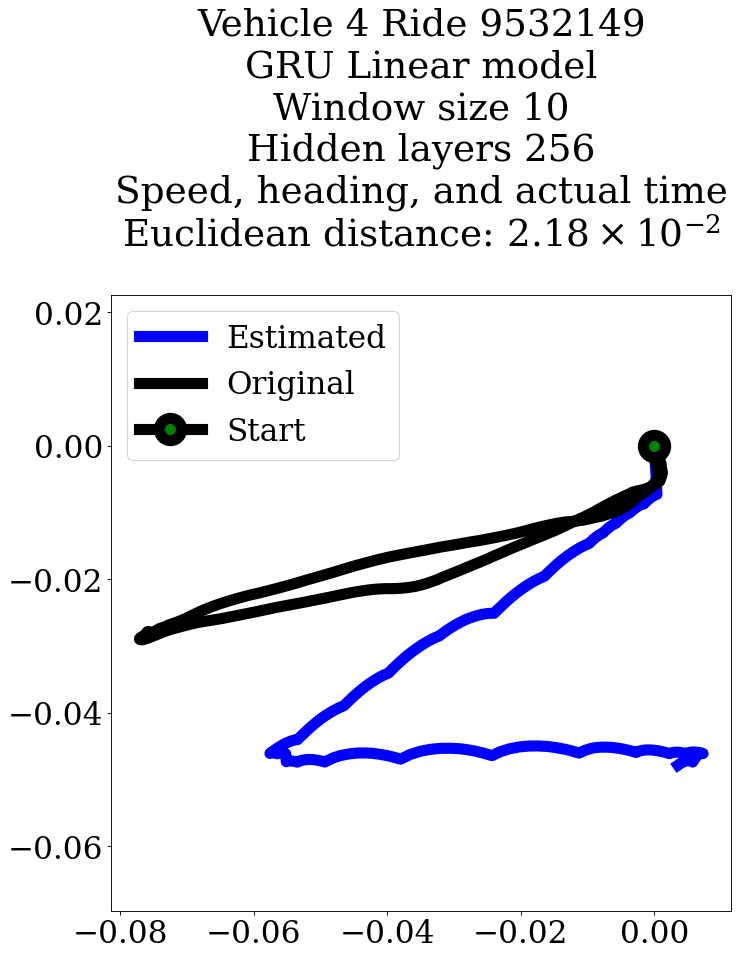 Vehicle 4 Ride 9532149
GRU Linear model
Window size 10
Hidden layers 256
Speed, heading, and actual time
Euclidean distance: 2.18 × 10⁻²
Estimated
Original
Start
0.02
0.00
−0.02
−0.04
−0.06
−0.08 −0.06 −0.04 −0.02 0.00